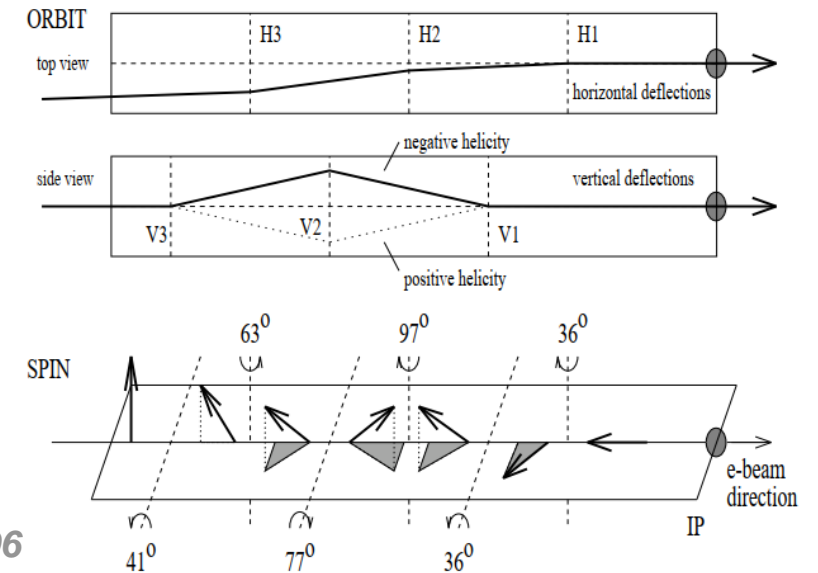 ORBIT
H3
H2
H1
top view
horizontal deflections
negative helicity
side view
vertical deflections
V3
V2
V1
positive helicity
63⁰
97⁰
36⁰
SPIN
e-beam
direction
IP
41⁰
77⁰
36⁰